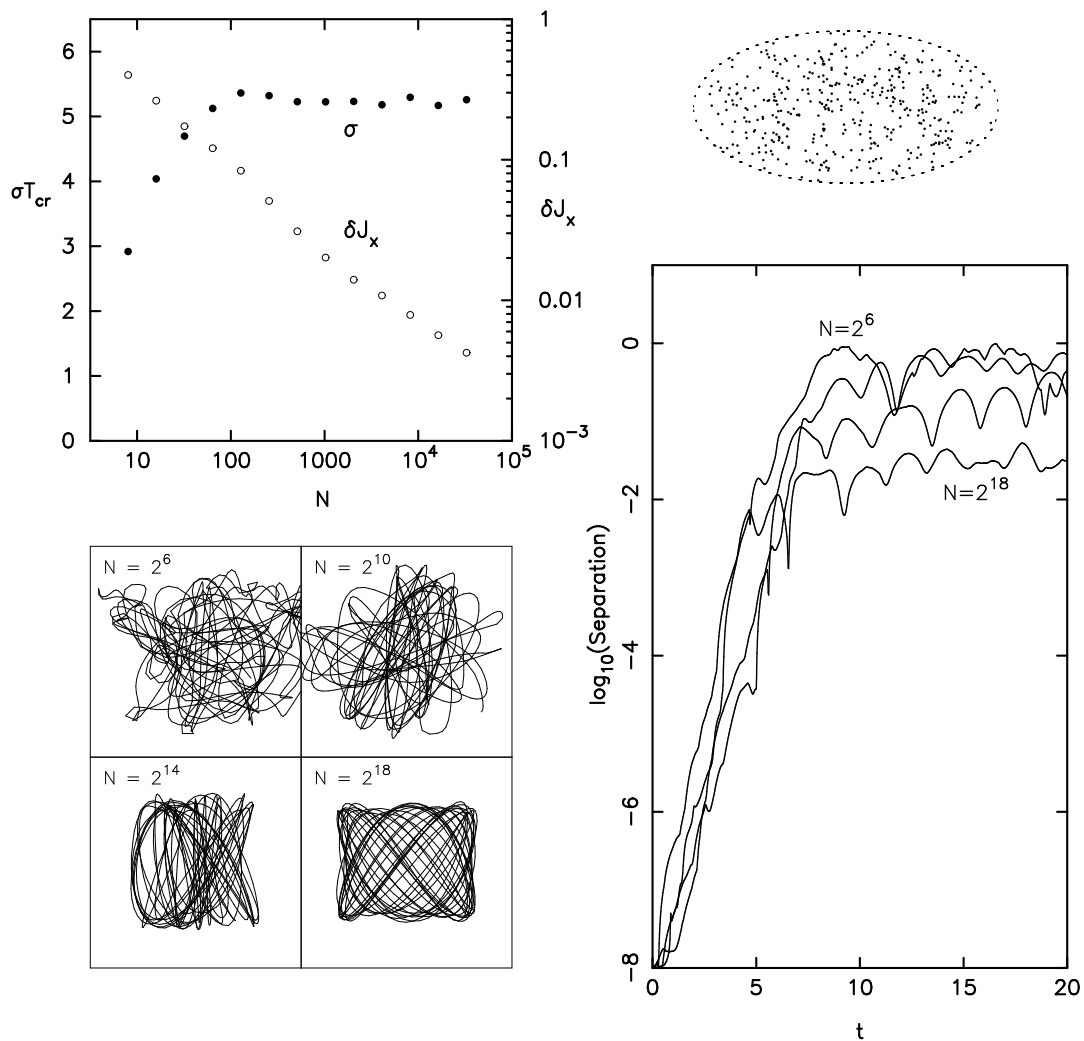 6
5
4
3
2
1
0
σT_cr
σ
δJ_x
1
0.1
0.01
10^-3
δJ_x
10
100
1000
10^4
10^5
N
N = 2^6
N = 2^10
N = 2^14
N = 2^18
N=2^6
N=2^18
0
-2
-4
-6
-8
log_10(Separation)
0
5
10
15
20
t